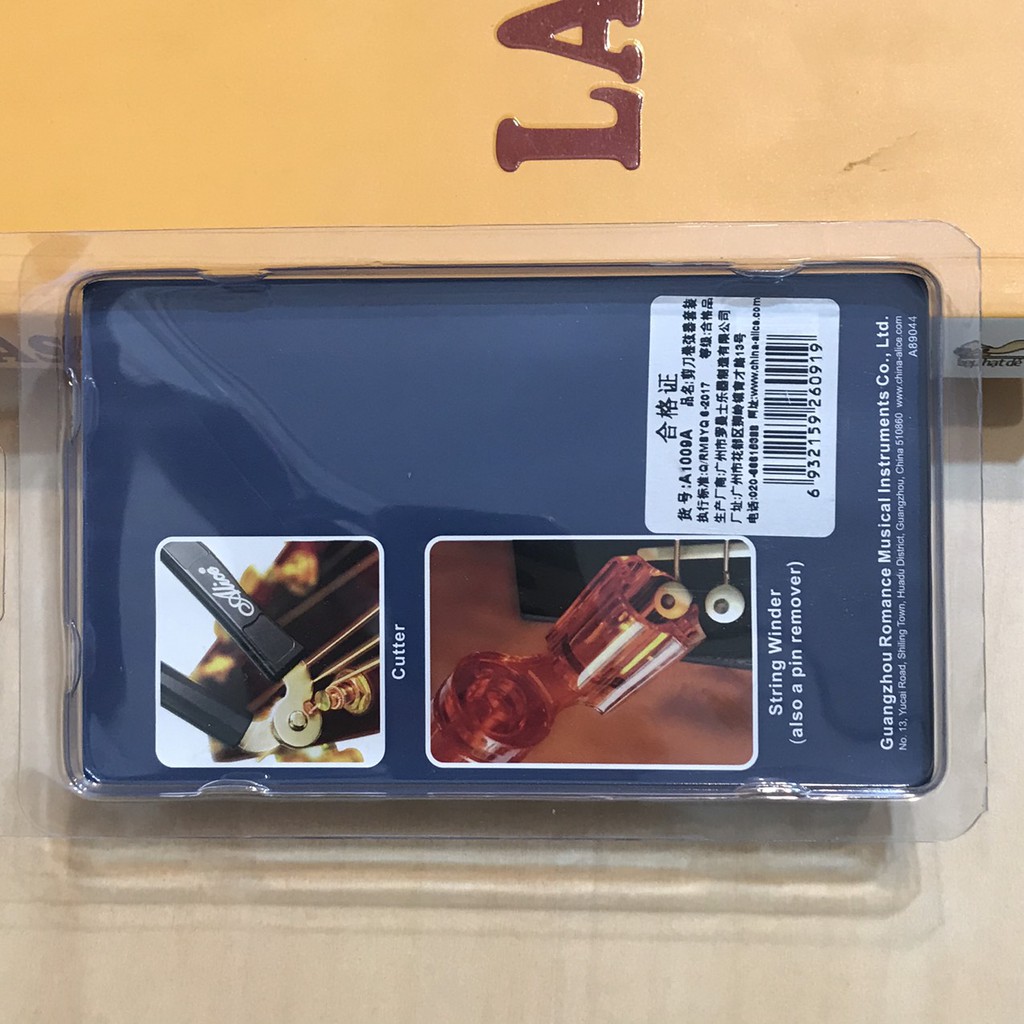 LA
合格证
货号:A1009A 品名:剪刀卷弦器套装
执行标准:Q/RMSYQ 6-2017 等级:合格品
生产厂商:广州市罗曼士乐器制造有限公司
厂址:广州市花都区狮岭镇育才路13号
网址:www.china-alice.com
6 932159 260919
Alice
Cutter
String Winder
(also a pin remover)
Guangzhou Romance Musical Instruments Co., Ltd.
No. 13, Yucai Road, Shiling Town, Huadu District, Guangzhou, China 510860 www.china-alice.com
A89044